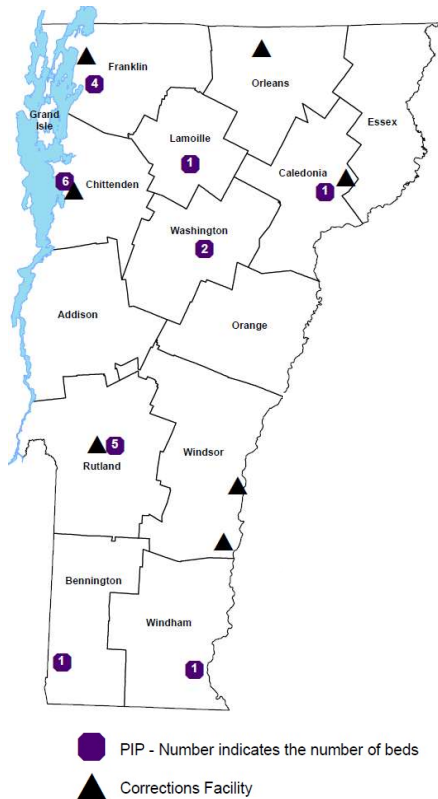 Franklin
4
Orleans
Grand
Isle
Essex
Lamoille
1
Caledonia
1
6
Chittenden
Washington
2
Addison
Orange
5
Rutland
Windsor
Bennington
Windham
1
1
PIP - Number indicates the number of beds
Corrections Facility